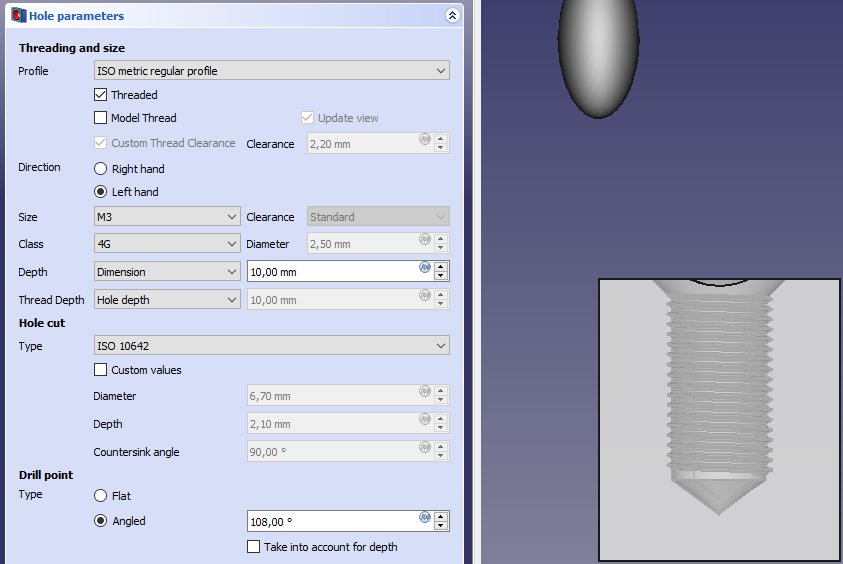 Hole parameters
Threading and size
Profile ISO metric regular profile
Threaded
Model Thread Update view
Custom Thread Clearance Clearance 2,20 mm
Direction Right hand
Left hand
Size M3 Clearance Standard
Class 4G Diameter 2,50 mm
Depth Dimension 10,00 mm
Thread Depth Hole depth 10,00 mm
Hole cut
Type ISO 10642
Custom values
Diameter 6,70 mm
Depth 2,10 mm
Countersink angle 90,00 °
Drill point
Type Flat
Angled 108,00 °
Take into account for depth